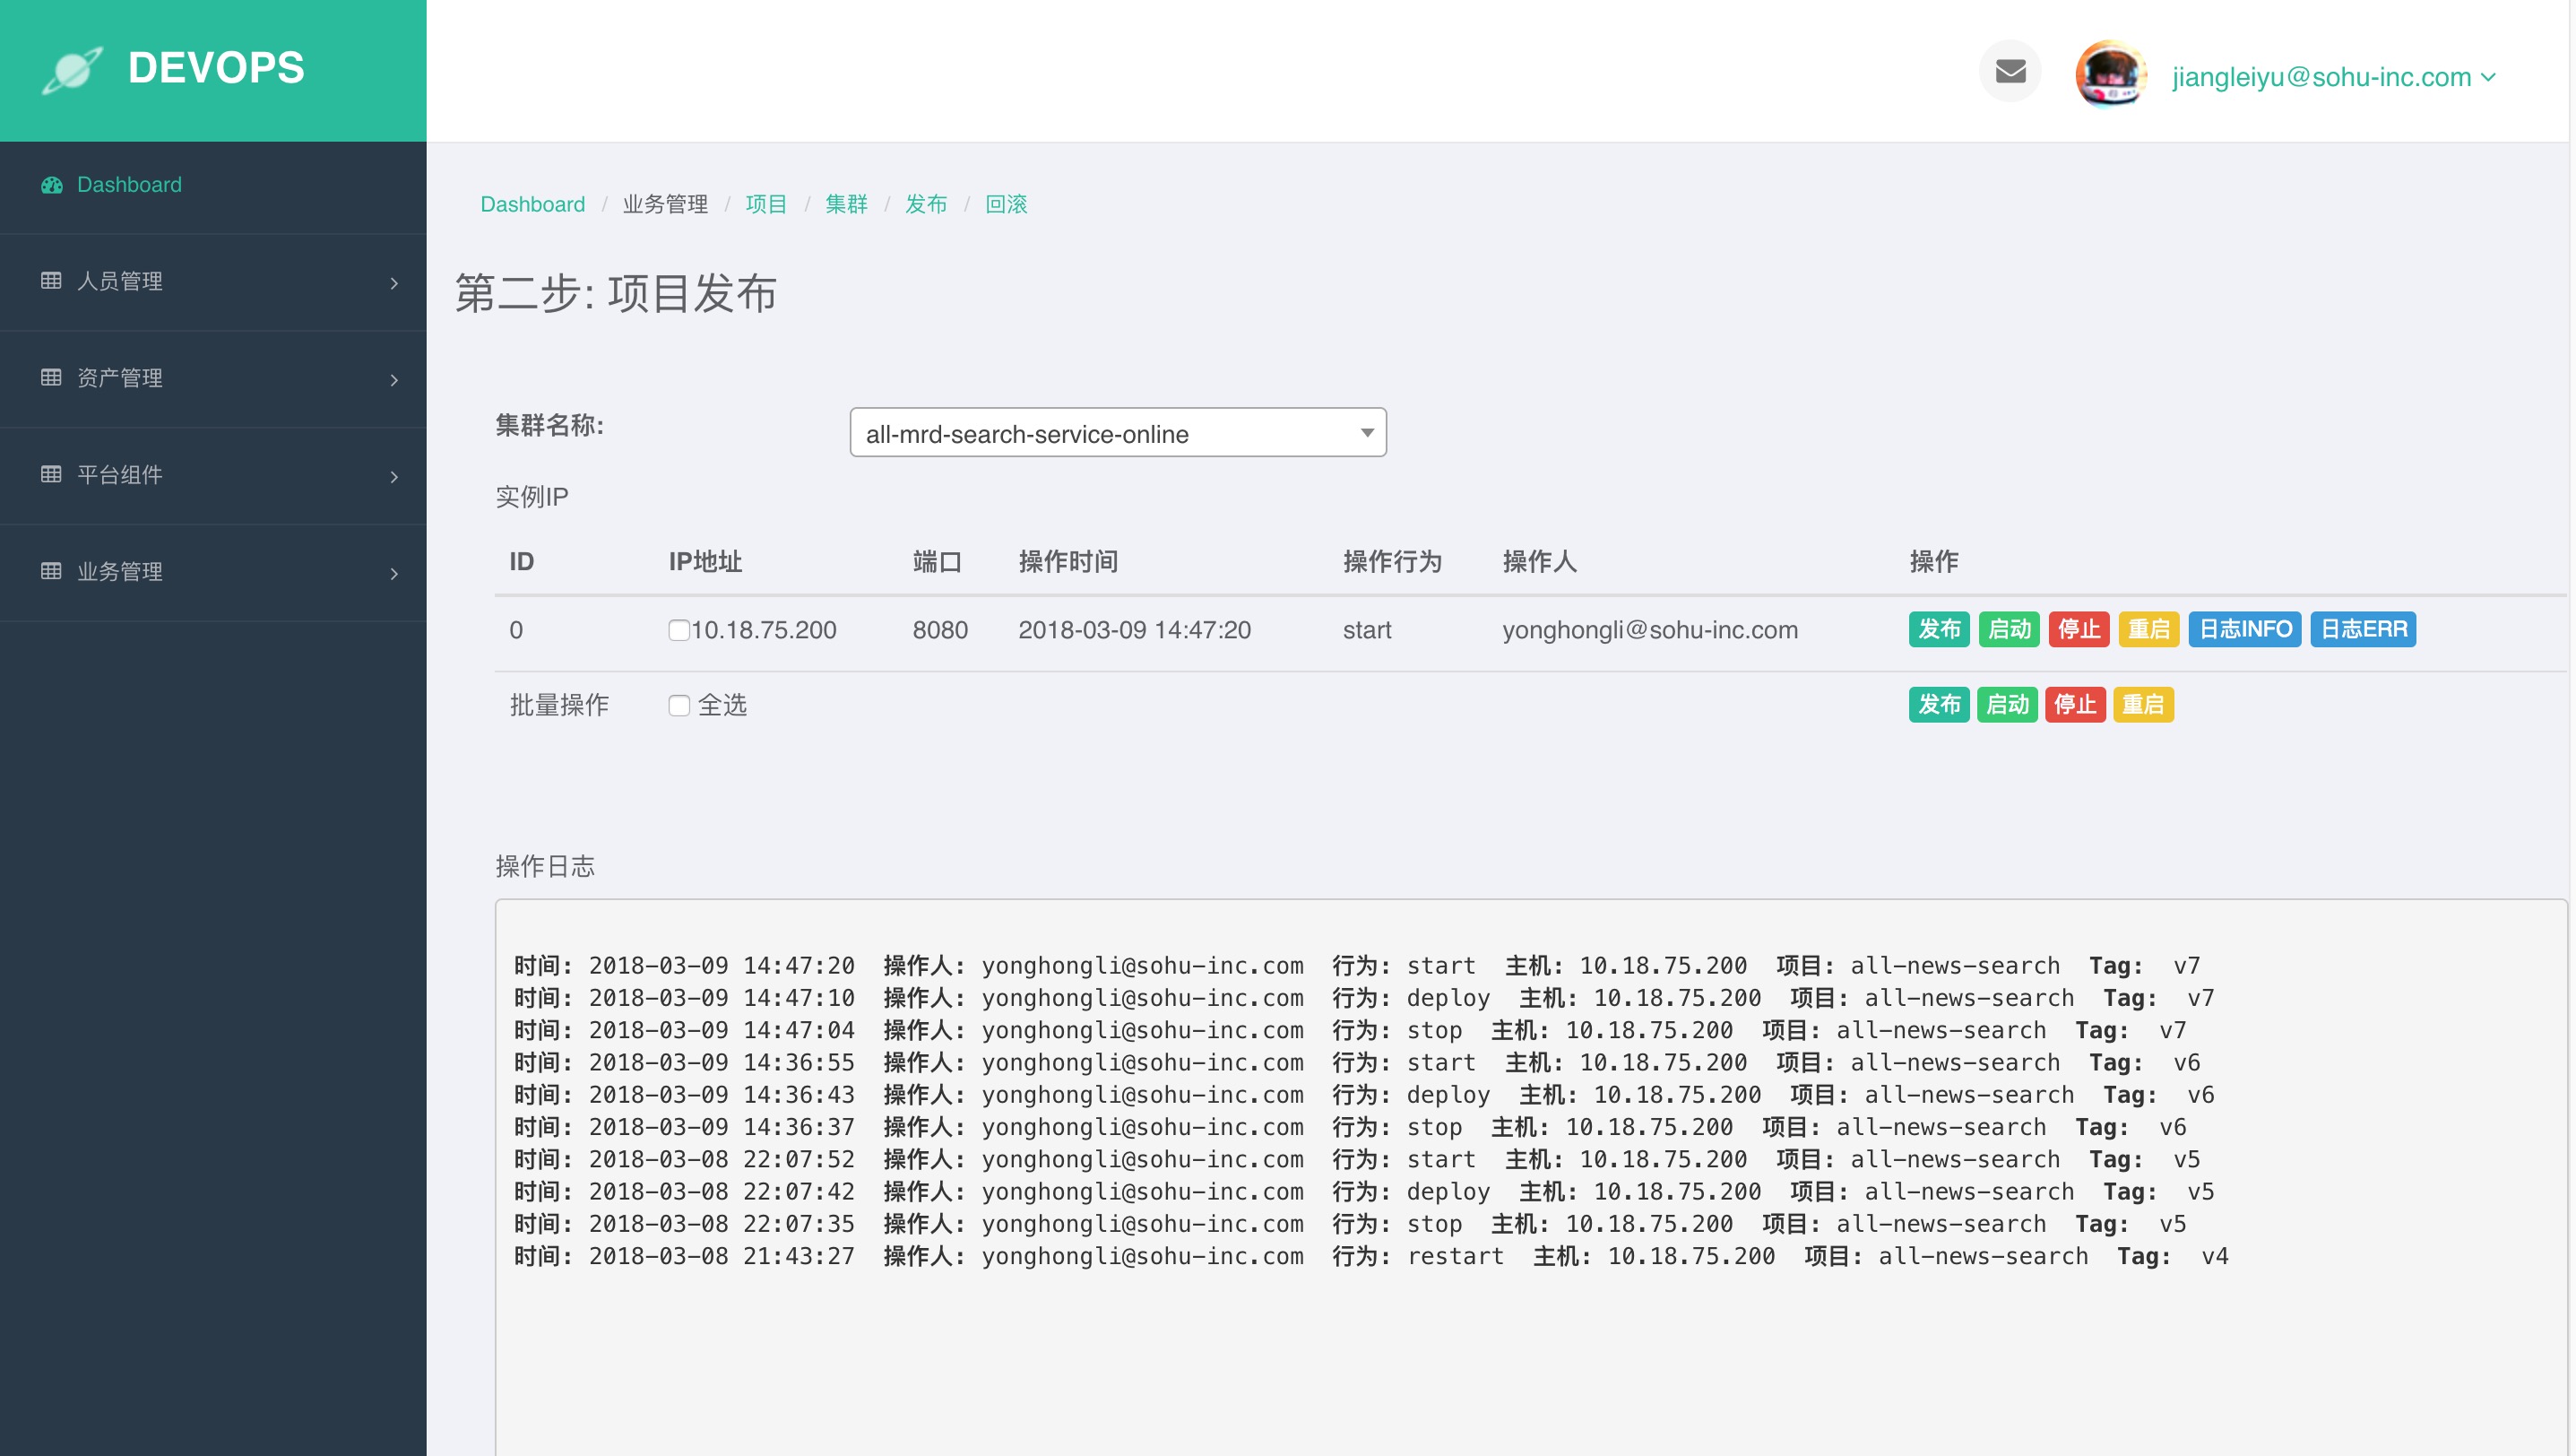 DEVOPS
jiangleiyu@sohu-inc.com
Dashboard
人员管理
资产管理
平台组件
业务管理
Dashboard / 业务管理 / 项目 / 集群 / 发布 / 回滚
第二步: 项目发布
集群名称: all-mrd-search-service-online
实例IP
ID IP地址 端口 操作时间 操作行为 操作人 操作
0 10.18.75.200 8080 2018-03-09 14:47:20 start yonghongli@sohu-inc.com 发布 启动 停止 重启 日志INFO 日志ERR
批量操作 全选 发布 启动 停止 重启
操作日志
时间: 2018-03-09 14:47:20 操作人: yonghongli@sohu-inc.com 行为: start 主机: 10.18.75.200 项目: all-news-search Tag: v7
时间: 2018-03-09 14:47:10 操作人: yonghongli@sohu-inc.com 行为: deploy 主机: 10.18.75.200 项目: all-news-search Tag: v7
时间: 2018-03-09 14:47:04 操作人: yonghongli@sohu-inc.com 行为: stop 主机: 10.18.75.200 项目: all-news-search Tag: v7
时间: 2018-03-09 14:36:55 操作人: yonghongli@sohu-inc.com 行为: start 主机: 10.18.75.200 项目: all-news-search Tag: v6
时间: 2018-03-09 14:36:43 操作人: yonghongli@sohu-inc.com 行为: deploy 主机: 10.18.75.200 项目: all-news-search Tag: v6
时间: 2018-03-09 14:36:37 操作人: yonghongli@sohu-inc.com 行为: stop 主机: 10.18.75.200 项目: all-news-search Tag: v6
时间: 2018-03-08 22:07:52 操作人: yonghongli@sohu-inc.com 行为: start 主机: 10.18.75.200 项目: all-news-search Tag: v5
时间: 2018-03-08 22:07:42 操作人: yonghongli@sohu-inc.com 行为: deploy 主机: 10.18.75.200 项目: all-news-search Tag: v5
时间: 2018-03-08 22:07:35 操作人: yonghongli@sohu-inc.com 行为: stop 主机: 10.18.75.200 项目: all-news-search Tag: v5
时间: 2018-03-08 21:43:27 操作人: yonghongli@sohu-inc.com 行为: restart 主机: 10.18.75.200 项目: all-news-search Tag: v4